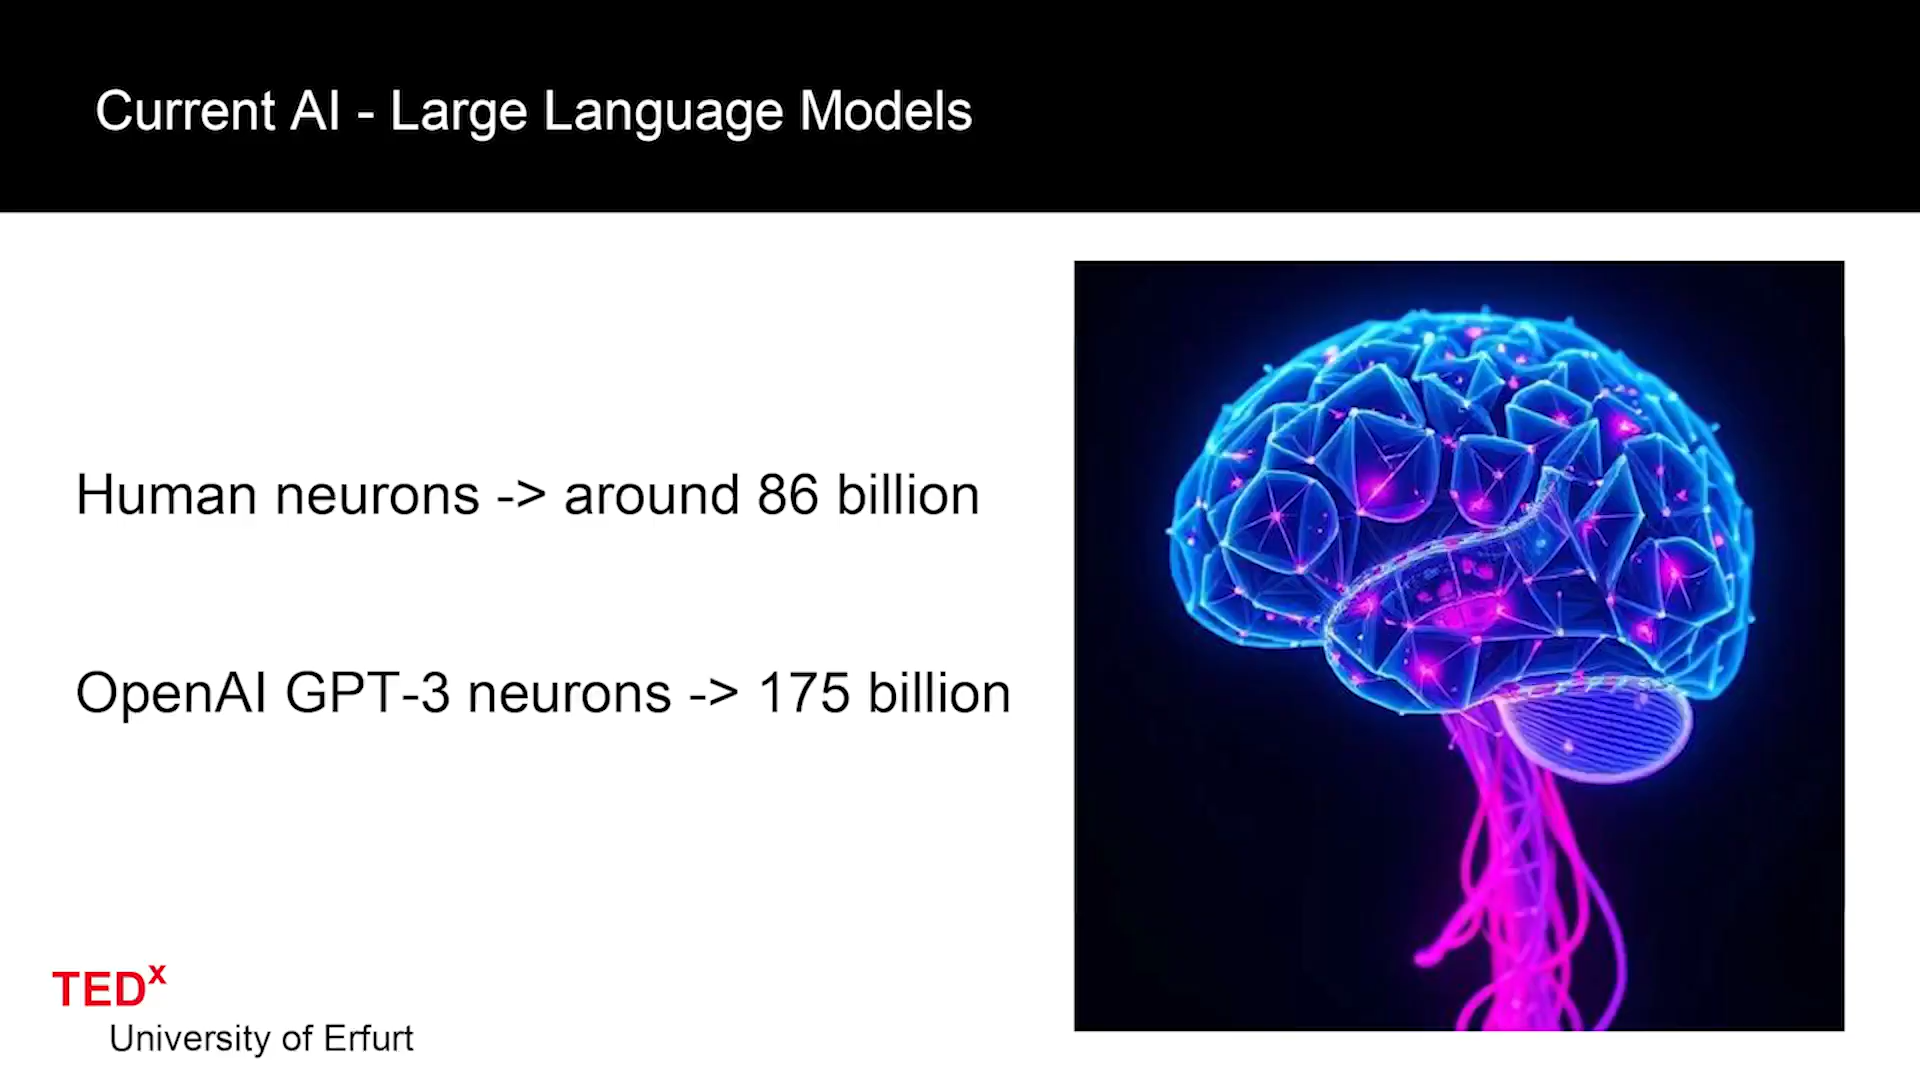 Current AI - Large Language Models
Human neurons -> around 86 billion
OpenAI GPT-3 neurons -> 175 billion
TEDx
University of Erfurt